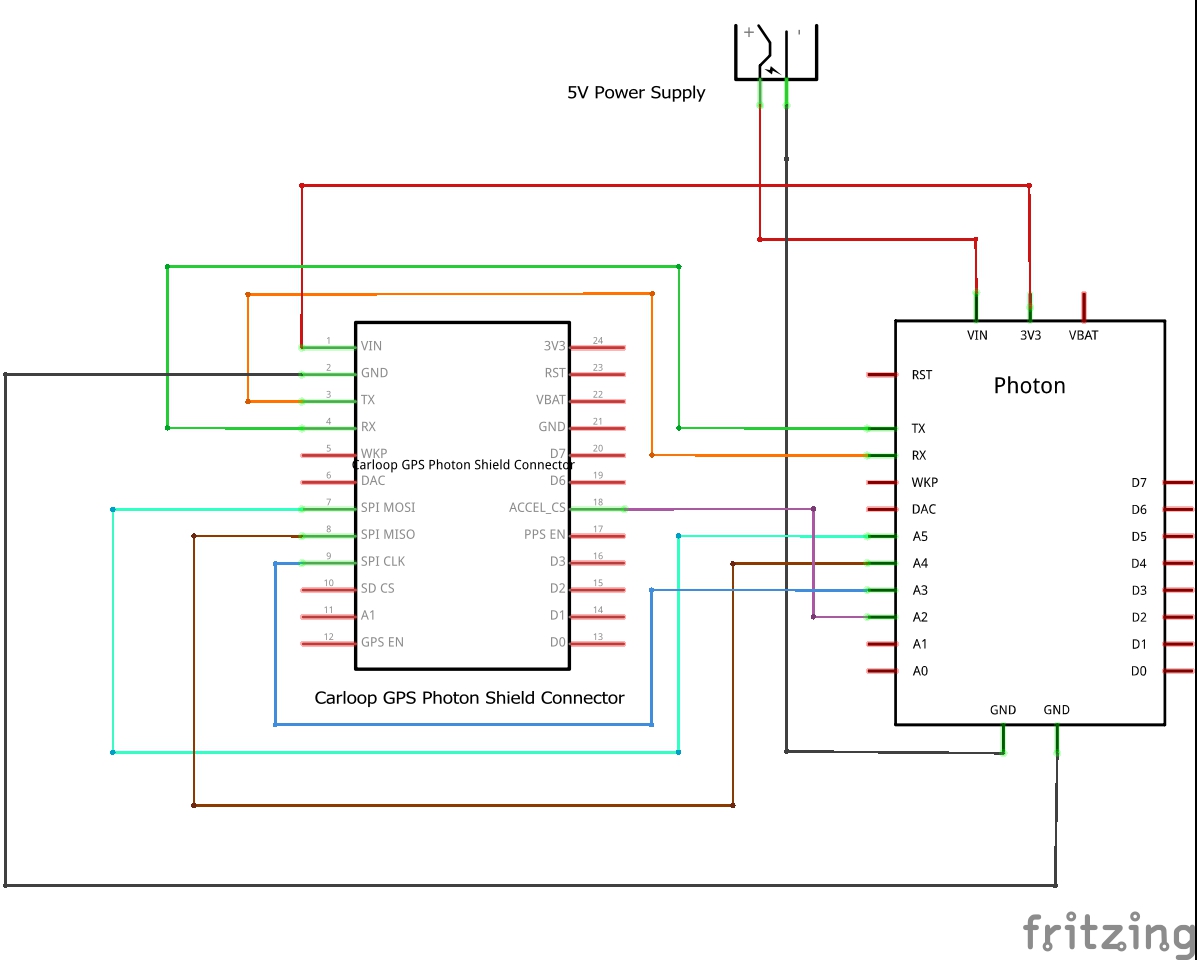 + -
5V Power Supply
VIN 3V3 VBAT
Photon
RST
TX
RX
WKP
DAC
A5
A4
A3
A2
A1
A0
D7
D6
D5
D4
D3
D2
D1
D0
GND GND
1 VIN 3V3 24
2 GND RST 23
3 TX VBAT 22
4 RX GND 21
5 WKP D7 20
Carloop GPS Photon Shield Connector
6 DAC D6 19
7 SPI MOSI ACCEL_CS 18
8 SPI MISO PPS EN 17
9 SPI CLK D3 16
10 SD CS D2 15
11 A1 D1 14
12 GPS EN D0 13
Carloop GPS Photon Shield Connector
fritzing